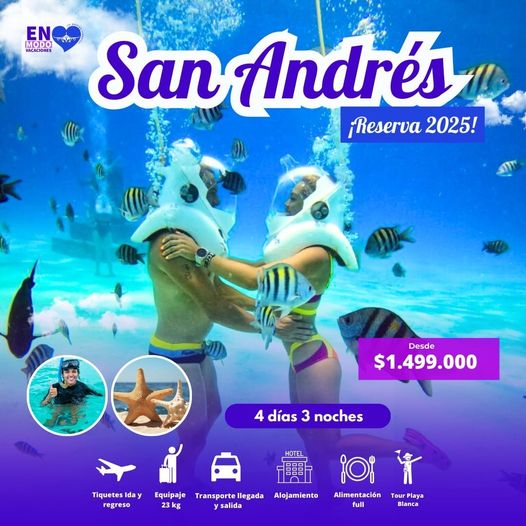 EN
MODO
VACACIONES
San Andrés
¡Reserva 2025!
Desde
$1.499.000
4 días 3 noches
HOTEL
Tiquetes Ida y
regreso
Equipaje
23 kg
Transporte llegada
y salida
Alojamiento
Alimentación
full
Tour Playa
Blanca